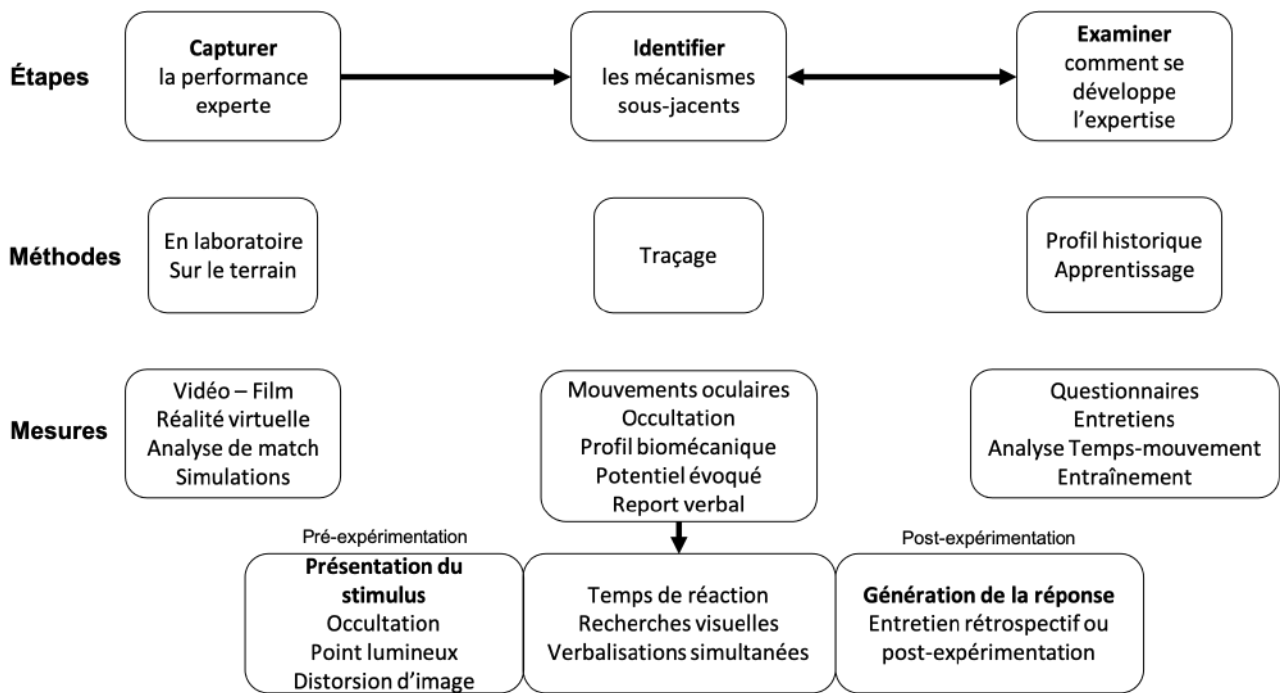 Étapes
Capturer
la performance
experte
Identifier
les mécanismes
sous-jacents
Examiner
comment se
développe
l'expertise
Méthodes
En laboratoire
Sur le terrain
Traçage
Profil historique
Apprentissage
Mesures
Vidéo – Film
Réalité virtuelle
Analyse de match
Simulations
Mouvements oculaires
Occultation
Profil biomécanique
Potentiel évoqué
Report verbal
Questionnaires
Entretiens
Analyse Temps-mouvement
Entraînement
Pré-expérimentation
Présentation du
stimulus
Occultation
Point lumineux
Distorsion d'image
Temps de réaction
Recherches visuelles
Verbalisations simultanées
Post-expérimentation
Génération de la réponse
Entretien rétrospectif ou
post-expérimentation